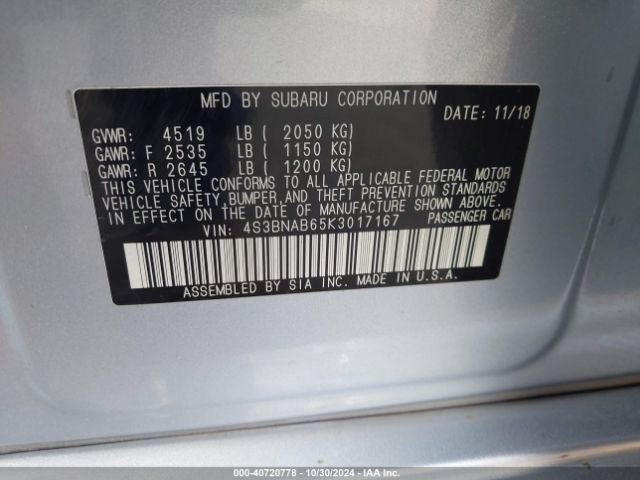 MFD BY SUBARU CORPORATION
DATE: 11/18
GVWR: 4519 LB ( 2050 KG)
GAWR: F 2535 LB ( 1150 KG)
GAWR: R 2645 LB ( 1200 KG)
THIS VEHICLE CONFORMS TO ALL APPLICABLE FEDERAL MOTOR
VEHICLE SAFETY, BUMPER, AND THEFT PREVENTION STANDARDS
IN EFFECT ON THE DATE OF MANUFACTURE SHOWN ABOVE.
VIN: 4S3BNAB65K3017167 PASSENGER CAR
ASSEMBLED BY SIA INC. MADE IN U.S.A.
000-40720778 - 10/30/2024 - IAA Inc.